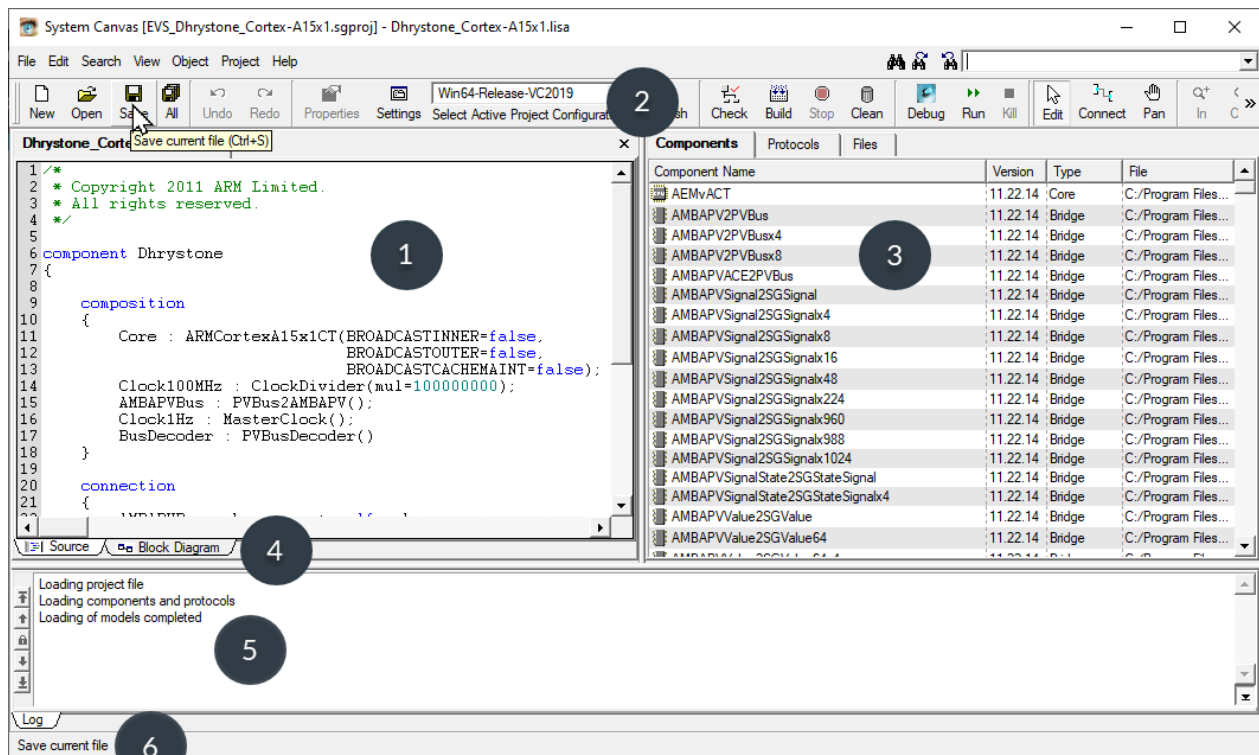 System Canvas [EVS_Dhrystone_Cortex-A15x1.sgproj] - Dhrystone_Cortex-A15x1.lisa
File Edit Search View Object Project Help
Win64-Release-VC2019
New Open Save All Undo Redo Properties Settings Select Active Project 2 Check Build Stop Clean Debug Run Kill Edit Connect Pan In
Save current file (Ctrl+S)
Components Protocols Files
1 /*
2 * Copyright 2011 ARM Limited.
3 * All rights reserved.
4 */
5
6 component Dhrystone
7 {
8
9 composition
10 {
11 Core : ARMCortexA15x1CT(BROADCASTINNER=false,
12 BROADCASTOUTER=false,
13 BROADCASTCACHEMAINT=false);
14 Clock100MHz : ClockDivider(mul=100000000);
15 AMBAPVBus : PVBus2AMBAPV();
16 Clock1Hz : MasterClock();
17 BusDecoder : PVBusDecoder()
18 }
19
20 connection
21 {
1
Source Block Diagram
4
Component Name Version Type File
AEMvACT 11.22.14 Core C:/Program Files...
AMBAPV2PVBus 11.22.14 Bridge C:/Program Files...
AMBAPV2PVBusx4 11.22.14 Bridge C:/Program Files...
AMBAPV2PVBusx8 11.22.14 Bridge C:/Program Files...
AMBAPVACE2PVBus 11.22.14 Bridge C:/Program Files...
AMBAPVSignal2SGSignal 11.22.14 Bridge C:/Program Files...
AMBAPVSignal2SGSignalx4 11.22.14 Bridge C:/Program Files...
AMBAPVSignal2SGSignalx8 11.22.14 Bridge C:/Program Files...
AMBAPVSignal2SGSignalx16 11.22.14 Bridge C:/Program Files...
AMBAPVSignal2SGSignalx48 11.22.14 Bridge C:/Program Files...
AMBAPVSignal2SGSignalx224 11.22.14 Bridge C:/Program Files...
AMBAPVSignal2SGSignalx960 11.22.14 Bridge C:/Program Files...
AMBAPVSignal2SGSignalx988 11.22.14 Bridge C:/Program Files...
AMBAPVSignal2SGSignalx1024 11.22.14 Bridge C:/Program Files...
AMBAPVSignalState2SGStateSignal 11.22.14 Bridge C:/Program Files...
AMBAPVSignalState2SGStateSignalx4 11.22.14 Bridge C:/Program Files...
AMBAPVValue2SGValue 11.22.14 Bridge C:/Program Files...
AMBAPVValue2SGValue64 11.22.14 Bridge C:/Program Files...
3
Loading project file
Loading components and protocols
Loading of models completed
5
Log
Save current file
6